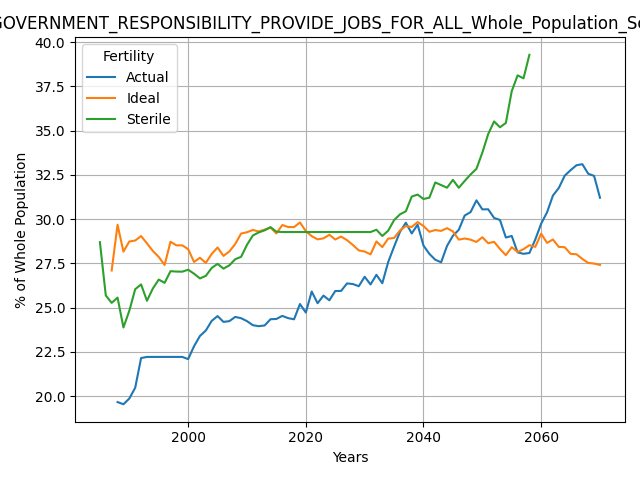 GOVERNMENT_RESPONSIBILITY_PROVIDE_JOBS_FOR_ALL_Whole_Population_
Fertility
Actual
Ideal
Sterile
% of Whole Population
40.0
37.5
35.0
32.5
30.0
27.5
25.0
22.5
20.0
2000
2020
2040
2060
Years